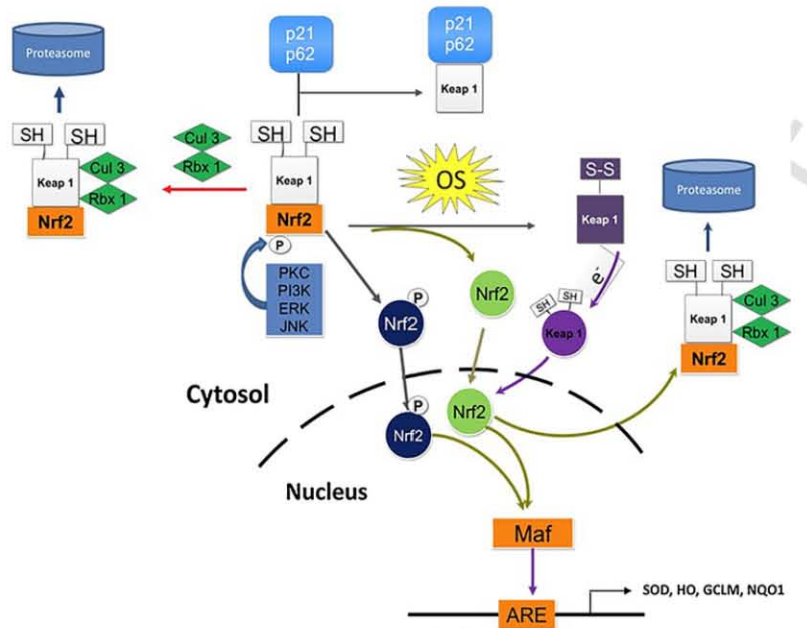 p21
p62
p21
p62
Keap 1
Proteasome
SH
SH
Cul 3
Rbx 1
Keap 1
Nrf2
Cul 3
Rbx 1
SH
SH
Keap 1
Nrf2
P
PKC
PI3K
ERK
JNK
OS
S-S
Keap 1
e-
SH
SH
Keap 1
Proteasome
SH
SH
Keap 1
Cul 3
Rbx 1
Nrf2
P
Nrf2
Nrf2
Cytosol
P
Nrf2
Nrf2
Nucleus
Maf
ARE
SOD, HO, GCLM, NQO1